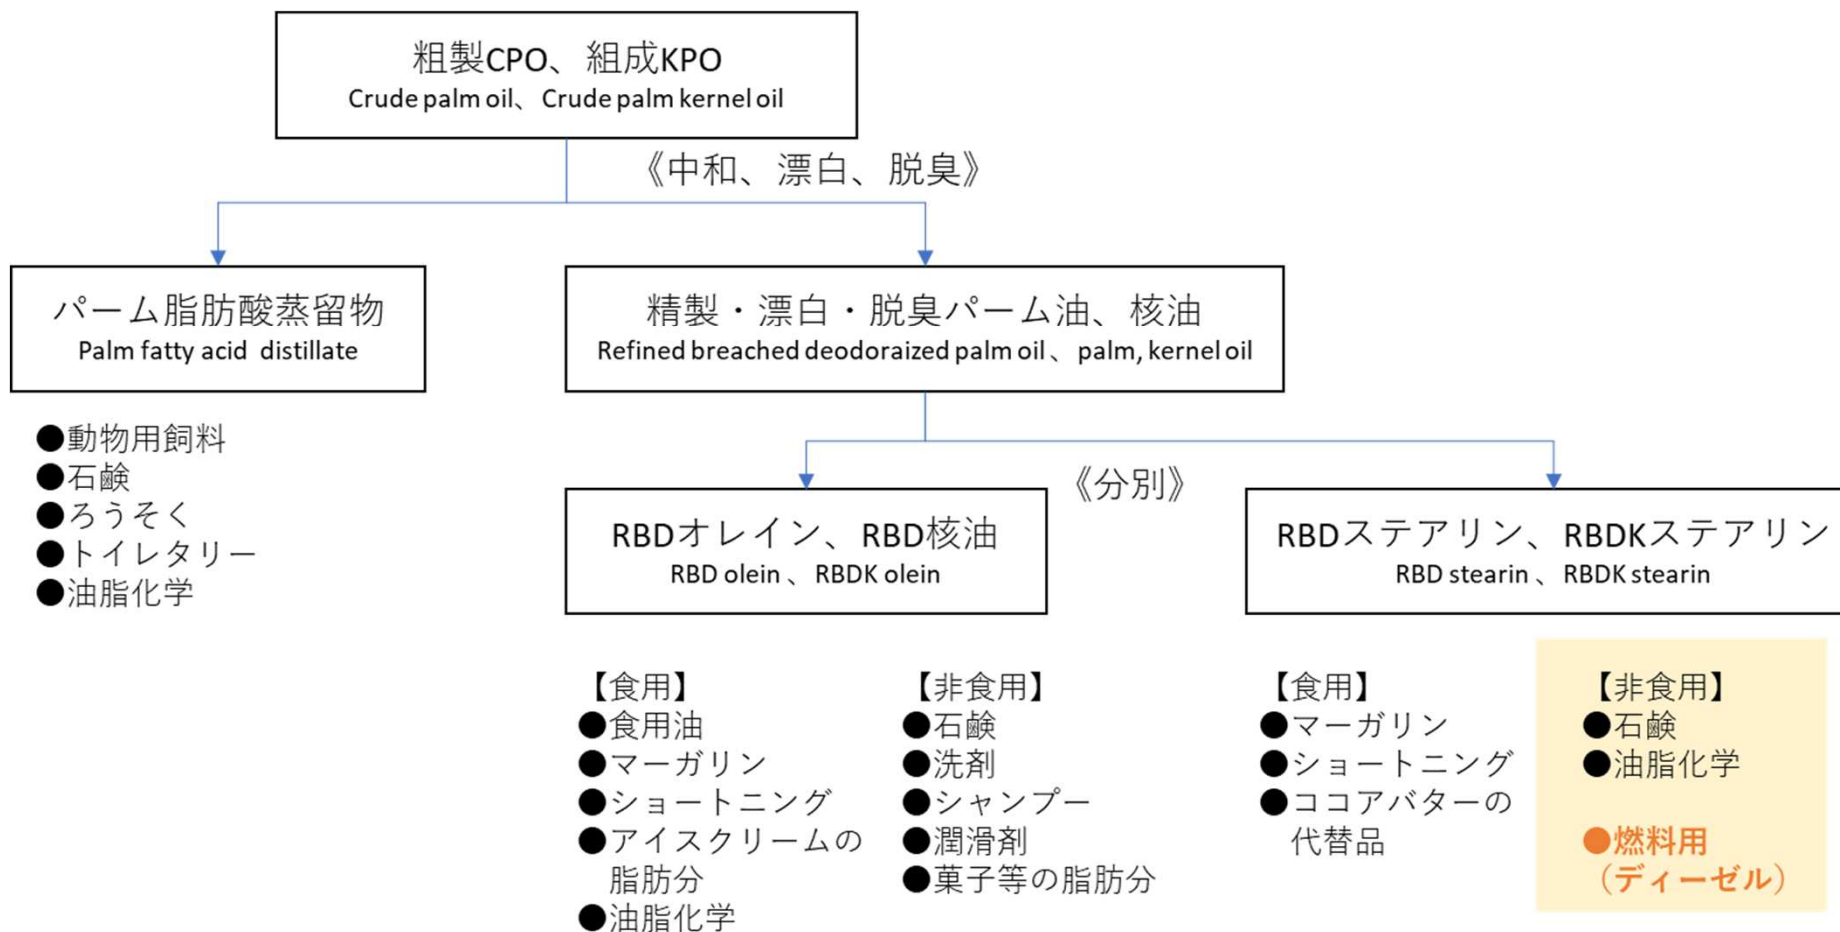 粗製CPO、組成KPO
Crude palm oil、Crude palm kernel oil
《中和、漂白、脱臭》
パーム脂肪酸蒸留物
Palm fatty acid distillate
精製・漂白・脱臭パーム油、核油
Refined breached deodoraized palm oil、palm, kernel oil
●動物用飼料
●石鹸
●ろうそく
●トイレタリー
●油脂化学
《分別》
RBDオレイン、RBD核油
RBD olein、RBDK olein
RBDステアリン、RBDKステアリン
RBD stearin、RBDK stearin
【食用】
●食用油
●マーガリン
●ショートニング
●アイスクリームの
脂肪分
●油脂化学
【非食用】
●石鹸
●洗剤
●シャンプー
●潤滑剤
●菓子等の脂肪分
【食用】
●マーガリン
●ショートニング
●ココアバターの
代替品
【非食用】
●石鹸
●油脂化学
●燃料用
（ディーゼル）